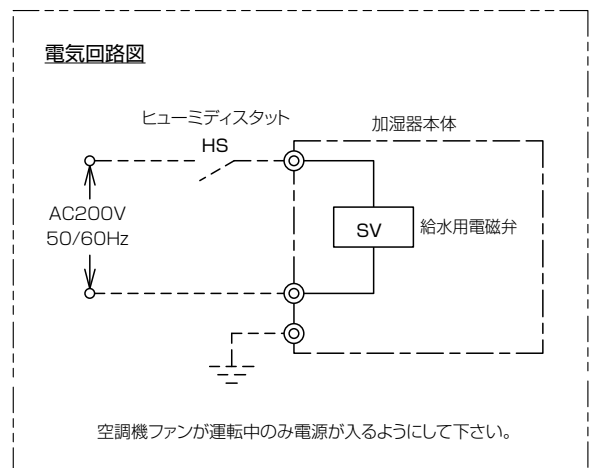 電気回路図
ヒューミディスタット
HS
加湿器本体
AC200V
50/60Hz
SV
給水用電磁弁
空調機ファンが運転中のみ電源が入るようにして下さい。